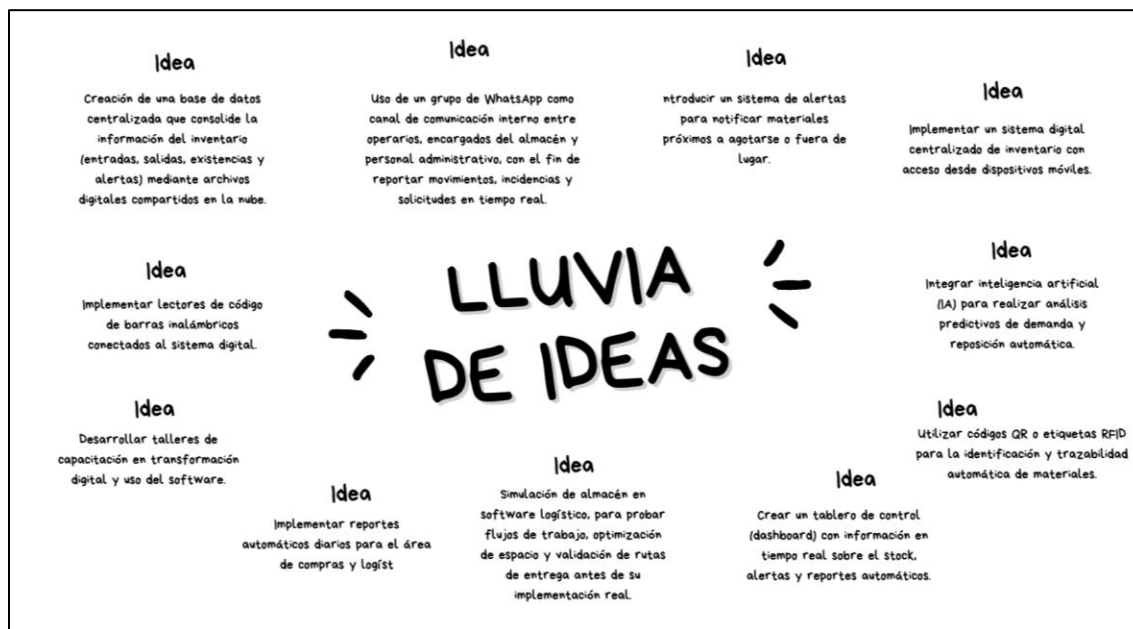 Idea
Creación de una base de datos
centralizada que consolide la
información del inventario
(entradas, salidas, existencias y
alertas) mediante archivos
digitales compartidos en la nube.
Idea
Uso de un grupo de WhatsApp como
canal de comunicación interno entre
operarios, encargados del almacén y
personal administrativo, con el fin de
reportar movimientos, incidencias y
solicitudes en tiempo real.
Idea
ntroducir un sistema de alertas
para notificar materiales
próximos a agotarse o fuera de
lugar.
Idea
Implementar un sistema digital
centralizado de inventario con
acceso desde dispositivos móviles.
LLUVIA
DE IDEAS
Idea
Implementar lectores de código
de barras inalámbricos
conectados al sistema digital.
Idea
Integrar inteligencia artificial
(IA) para realizar análisis
predictivos de demanda y
reposición automática.
Idea
Desarrollar talleres de
capacitación en transformación
digital y uso del software.
Idea
Utilizar códigos QR o etiquetas RFID
para la identificación y trazabilidad
automática de materiales.
Idea
Implementar reportes
automáticos diarios para el área
de compras y logíst
Idea
Simulación de almacén en
software logístico, para probar
flujos de trabajo, optimización
de espacio y validación de rutas
de entrega antes de su
implementación real.
Idea
Crear un tablero de control
(dashboard) con información en
tiempo real sobre el stock,
alertas y reportes automáticos.